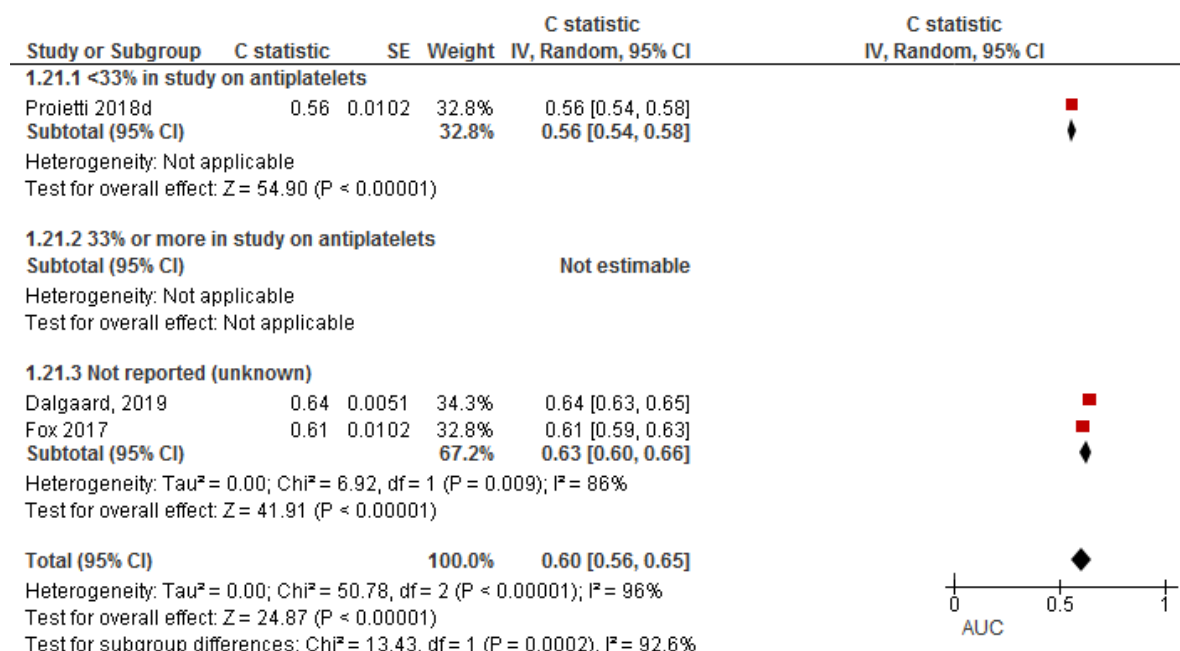 C statistic C statistic
Study or Subgroup C statistic SE Weight IV, Random, 95% CI IV, Random, 95% CI
1.21.1 <33% in study on antiplatelets
Proietti 2018d 0.56 0.0102 32.8% 0.56 [0.54, 0.58]
Subtotal (95% CI) 32.8% 0.56 [0.54, 0.58]
Heterogeneity: Not applicable
Test for overall effect: Z = 54.90 (P < 0.00001)
1.21.2 33% or more in study on antiplatelets
Subtotal (95% CI) Not estimable
Heterogeneity: Not applicable
Test for overall effect: Not applicable
1.21.3 Not reported (unknown)
Dalgaard, 2019 0.64 0.0051 34.3% 0.64 [0.63, 0.65]
Fox 2017 0.61 0.0102 32.8% 0.61 [0.59, 0.63]
Subtotal (95% CI) 67.2% 0.63 [0.60, 0.66]
Heterogeneity: Tau² = 0.00; Chi² = 6.92, df = 1 (P = 0.009); I² = 86%
Test for overall effect: Z = 41.91 (P < 0.00001)
Total (95% CI) 100.0% 0.60 [0.56, 0.65]
Heterogeneity: Tau² = 0.00; Chi² = 50.78, df = 2 (P < 0.00001); I² = 96%
Test for overall effect: Z = 24.87 (P < 0.00001)
Test for subgroup differences: Chi² = 13.43, df = 1 (P = 0.0002), I² = 92.6%
0 0.5 1
AUC